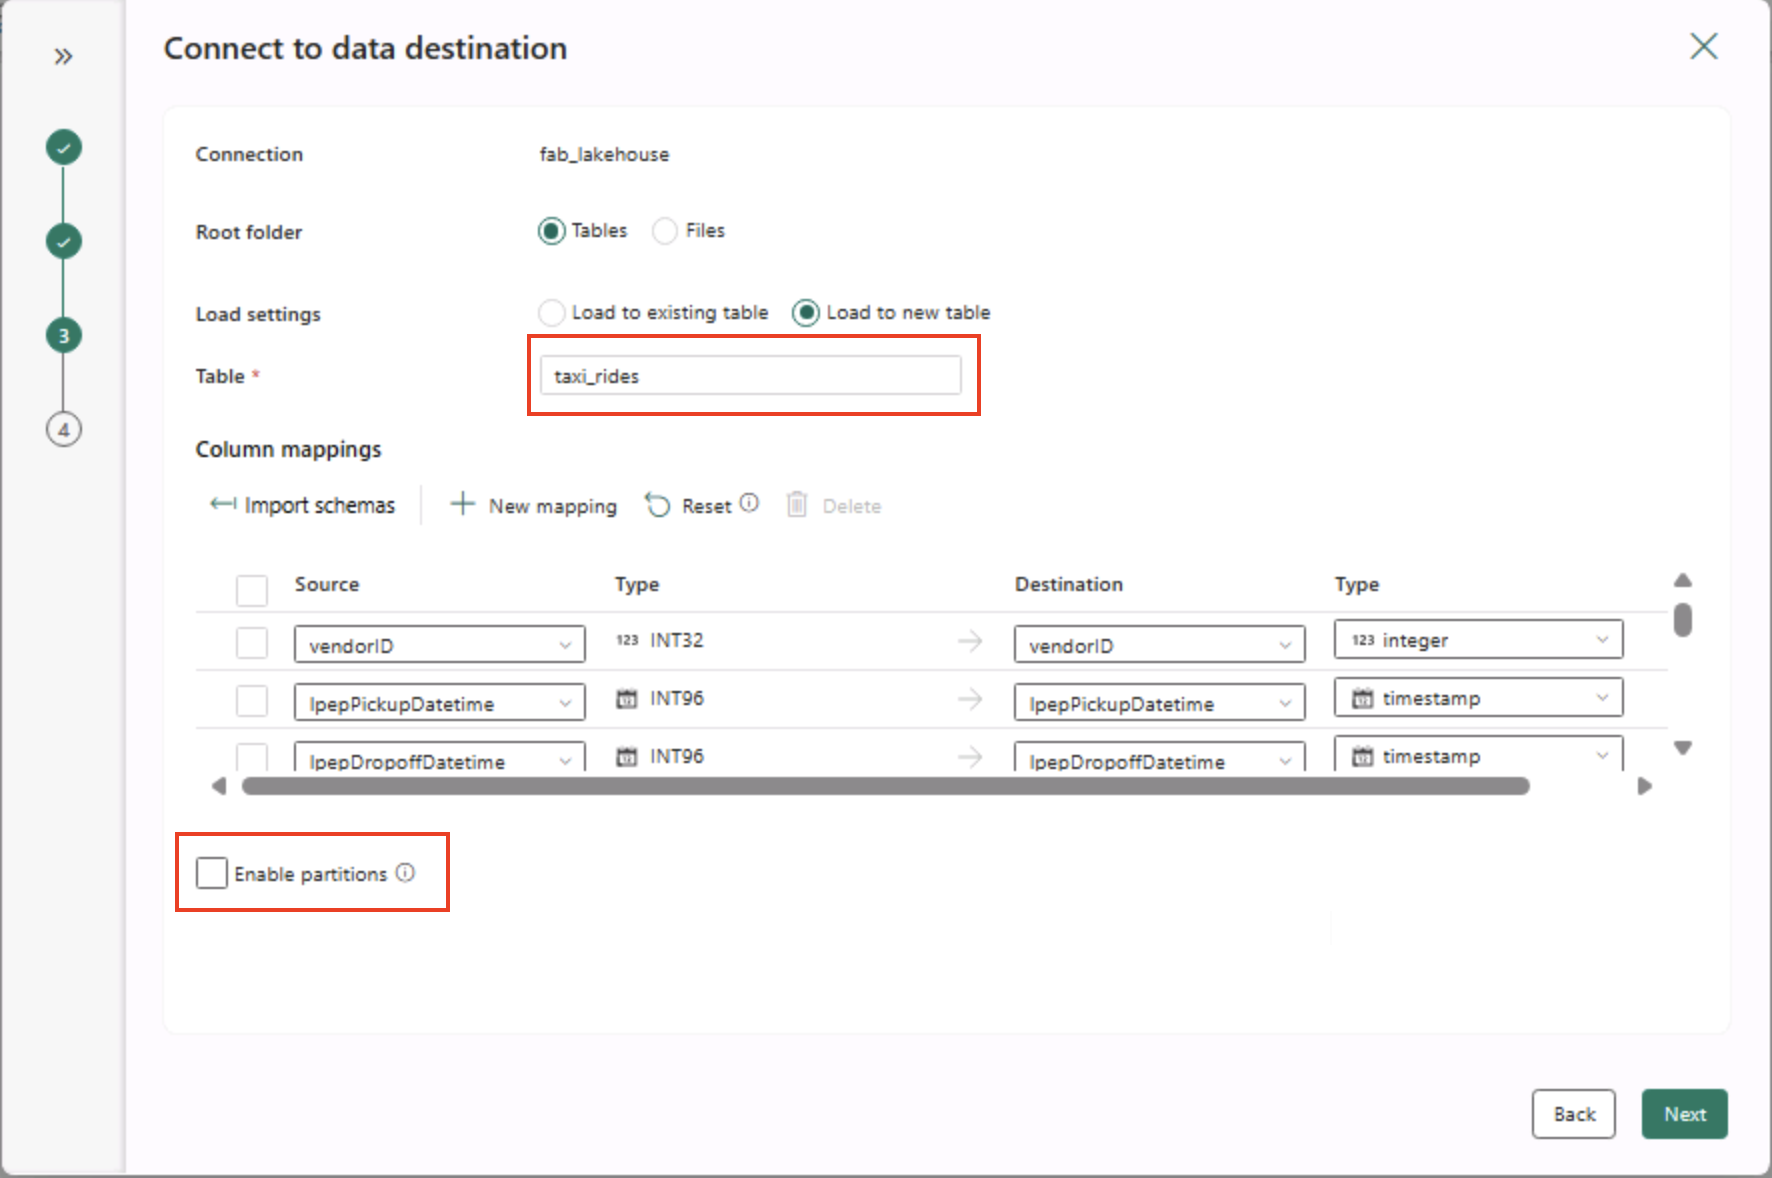 Connect to data destination
Connection fab_lakehouse
Root folder Tables Files
Load settings Load to existing table Load to new table
Table * taxi_rides
Column mappings
Import schemas New mapping Reset Delete
Source Type Destination Type
vendorID 123 INT32 vendorID 123 integer
lpepPickupDatetime INT96 lpepPickupDatetime timestamp
lpepDropoffDatetime INT96 lpepDropoffDatetime timestamp
Enable partitions
3
4
Back Next